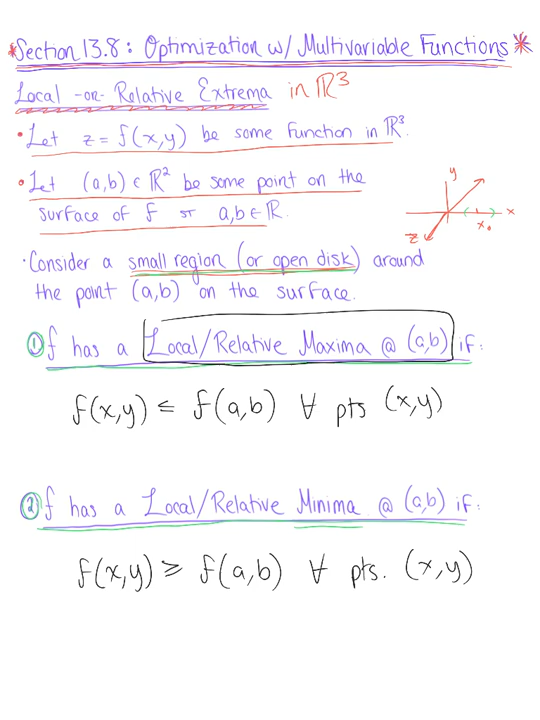 *Section 13.8: Optimization w/ Multivariable Functions*
Local -or- Relative Extrema in ℝ³
• Let z = f(x,y) be some function in ℝ³.
• Let (a,b) ∈ ℝ² be some point on the
surface of f st a,b ∈ ℝ.
y
x
x₀
z
• Consider a small region (or open disk) around
the point (a,b) on the surface.
① f has a Local/Relative Maxima @ (a,b) if:
f(x,y) ≤ f(a,b) ∀ pts (x,y)
② f has a Local/Relative Minima @ (a,b) if:
f(x,y) ≥ f(a,b) ∀ pts. (x,y)